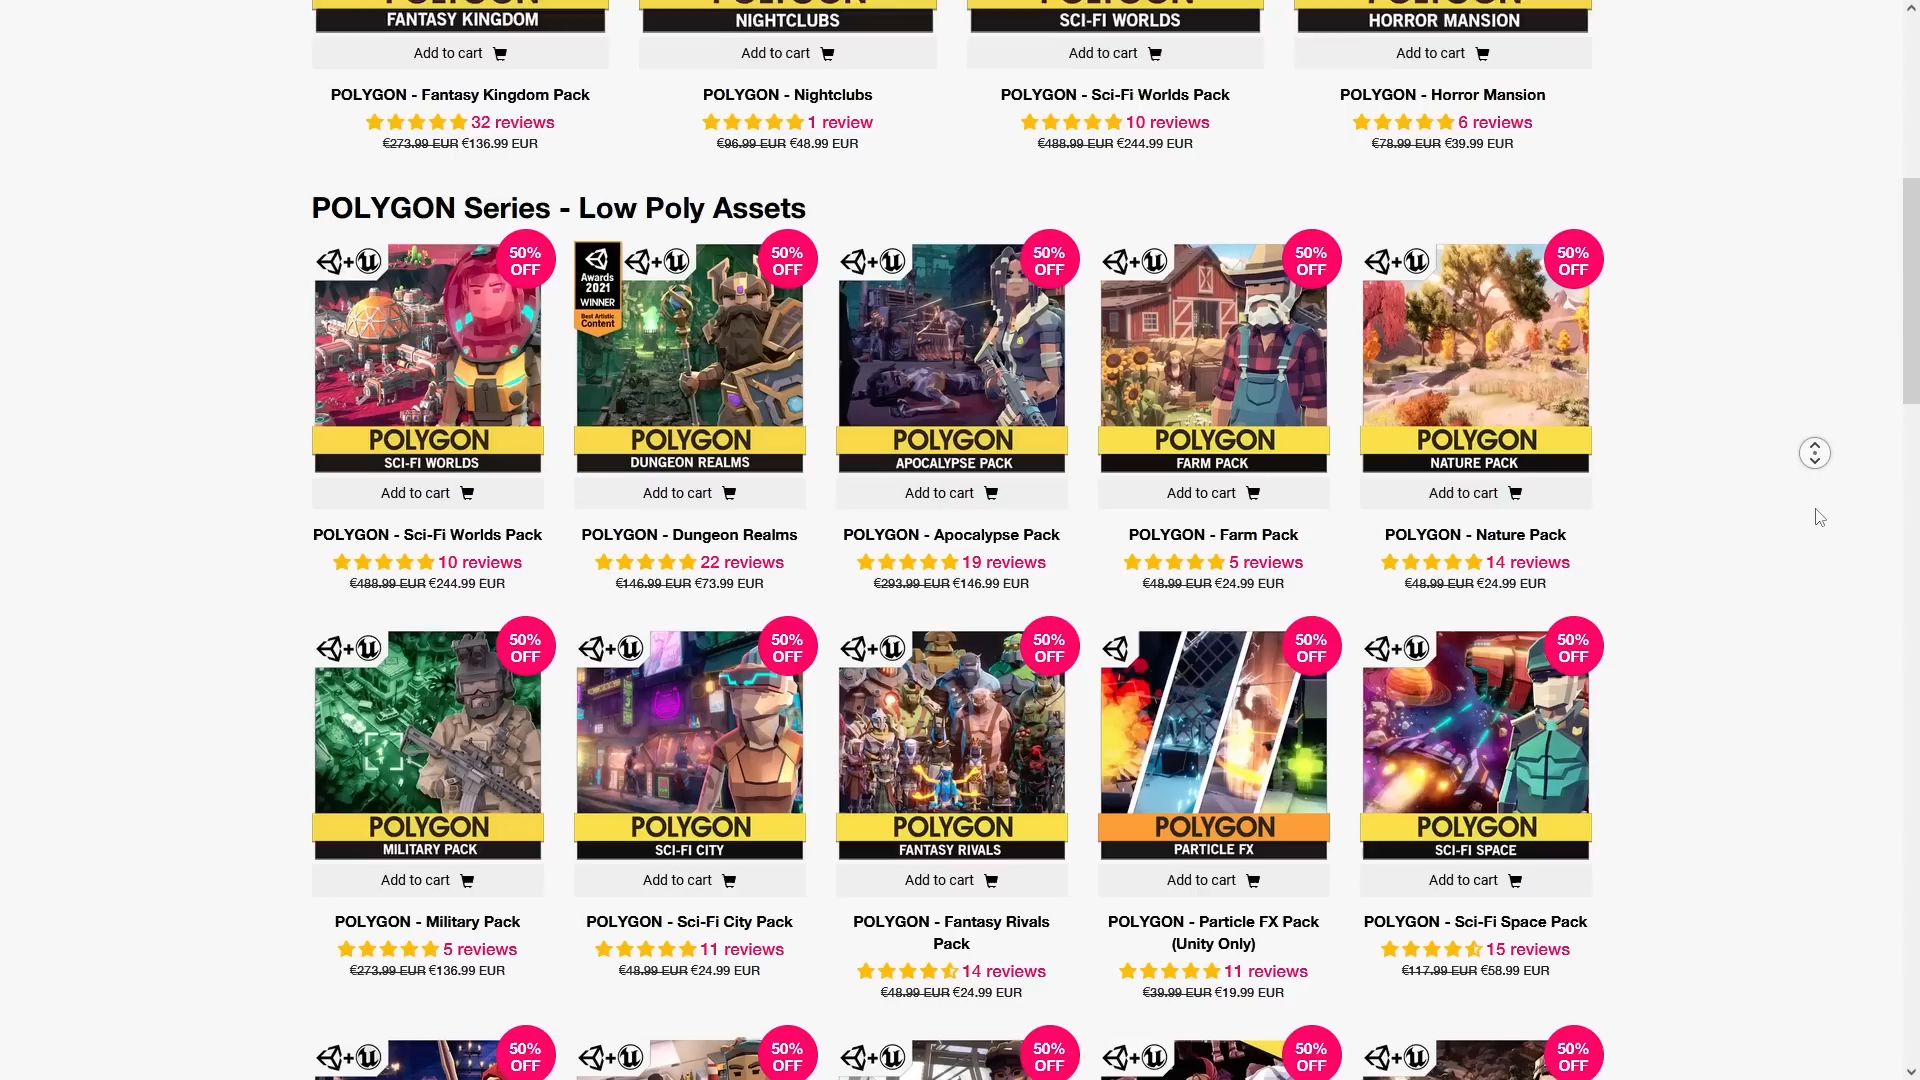 POLYGON POLYGON POLYGON POLYGON
FANTASY KINGDOM NIGHTCLUBS SCI-FI WORLDS HORROR MANSION
Add to cart Add to cart Add to cart Add to cart
POLYGON - Fantasy Kingdom Pack POLYGON - Nightclubs POLYGON - Sci-Fi Worlds Pack POLYGON - Horror Mansion
32 reviews 1 review 10 reviews 6 reviews
€273.99 EUR €136.99 EUR €96.99 EUR €48.99 EUR €488.99 EUR €244.99 EUR €78.99 EUR €39.99 EUR
POLYGON Series - Low Poly Assets
50% 50% 50% 50% 50%
OFF OFF OFF OFF OFF
Awards
2021
WINNER
Best Artistic
Content
POLYGON POLYGON POLYGON POLYGON POLYGON
SCI-FI WORLDS DUNGEON REALMS APOCALYPSE PACK FARM PACK NATURE PACK
Add to cart Add to cart Add to cart Add to cart Add to cart
POLYGON - Sci-Fi Worlds Pack POLYGON - Dungeon Realms POLYGON - Apocalypse Pack POLYGON - Farm Pack POLYGON - Nature Pack
10 reviews 22 reviews 19 reviews 5 reviews 14 reviews
€488.99 EUR €244.99 EUR €146.99 EUR €73.99 EUR €293.99 EUR €146.99 EUR €48.99 EUR €24.99 EUR €48.99 EUR €24.99 EUR
50% 50% 50% 50% 50%
OFF OFF OFF OFF OFF
POLYGON POLYGON POLYGON POLYGON POLYGON
MILITARY PACK SCI-FI CITY FANTASY RIVALS PARTICLE FX SCI-FI SPACE
Add to cart Add to cart Add to cart Add to cart Add to cart
POLYGON - Military Pack POLYGON - Sci-Fi City Pack POLYGON - Fantasy Rivals POLYGON - Particle FX Pack POLYGON - Sci-Fi Space Pack
Pack (Unity Only)
5 reviews 11 reviews 14 reviews 11 reviews 15 reviews
€273.99 EUR €136.99 EUR €48.99 EUR €24.99 EUR €48.99 EUR €24.99 EUR €39.99 EUR €19.99 EUR €117.99 EUR €58.99 EUR
50% 50% 50% 50% 50%
OFF OFF OFF OFF OFF